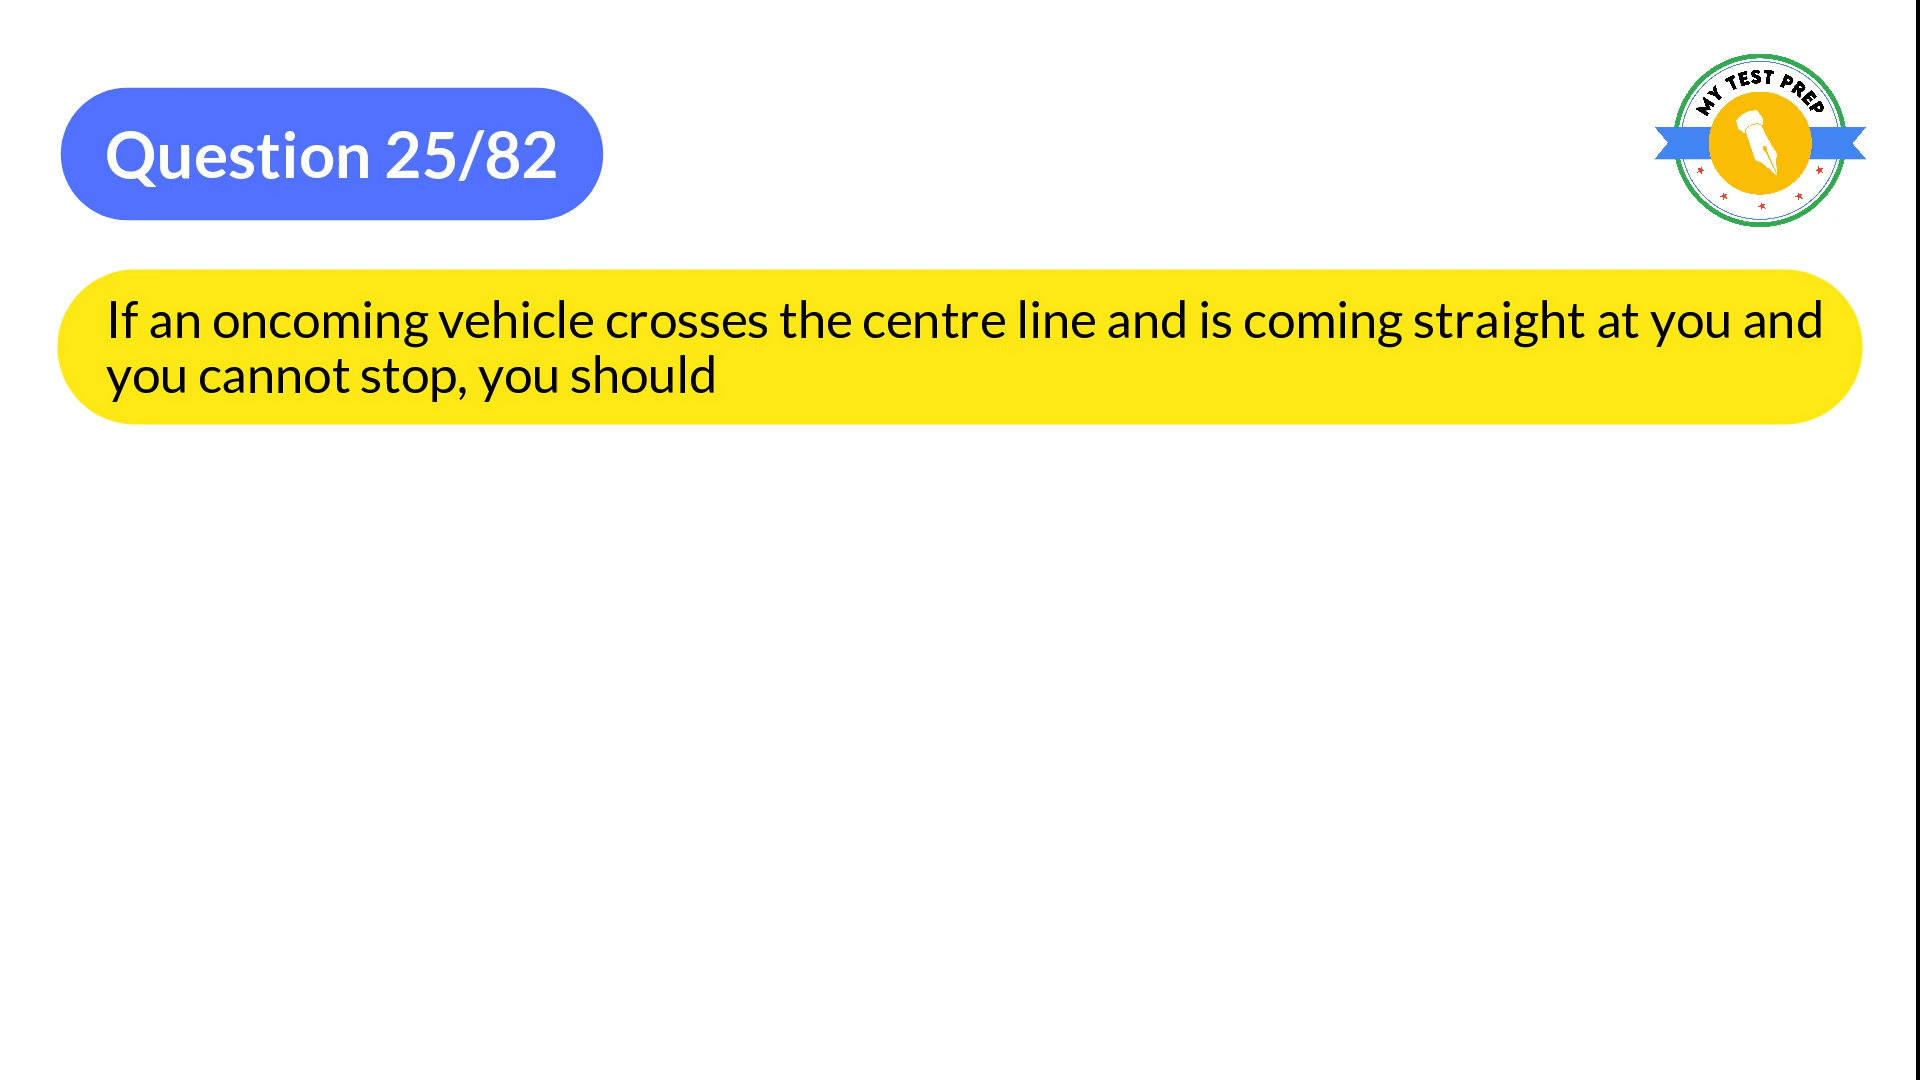 MY TEST PREP
Question 25/82
If an oncoming vehicle crosses the centre line and is coming straight at you and
you cannot stop, you should